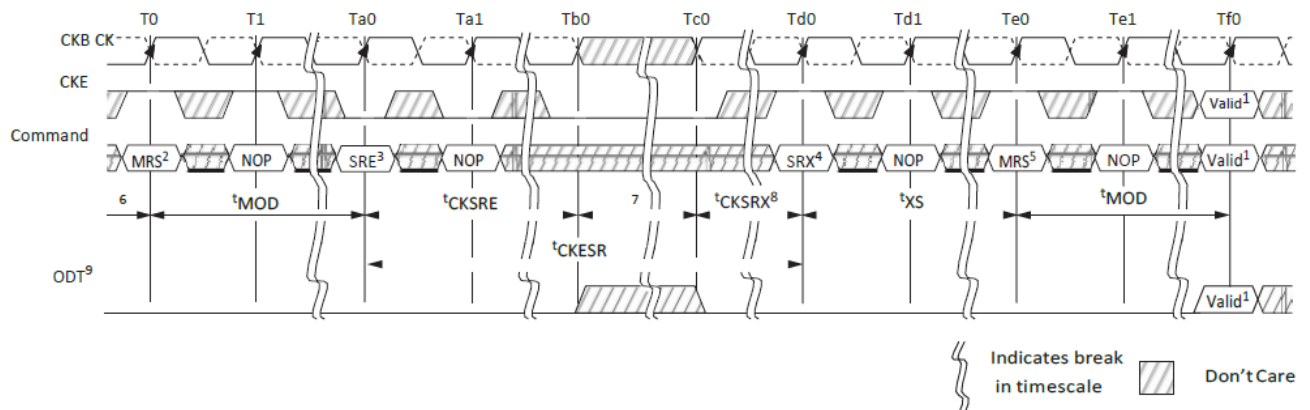 T0 T1 Ta0 Ta1 Tb0 Tc0 Td0 Td1 Te0 Te1 Tf0
CKB CK
CKE
Valid¹
Command
MRS² NOP SRE³ NOP SRX⁴ NOP MRS⁵ NOP Valid¹
6 tMOD tCKSRE 7 tCKSRX⁸ tXS tMOD
tCKESR
ODT⁹
Valid¹
Indicates break
in timescale
Don't Care